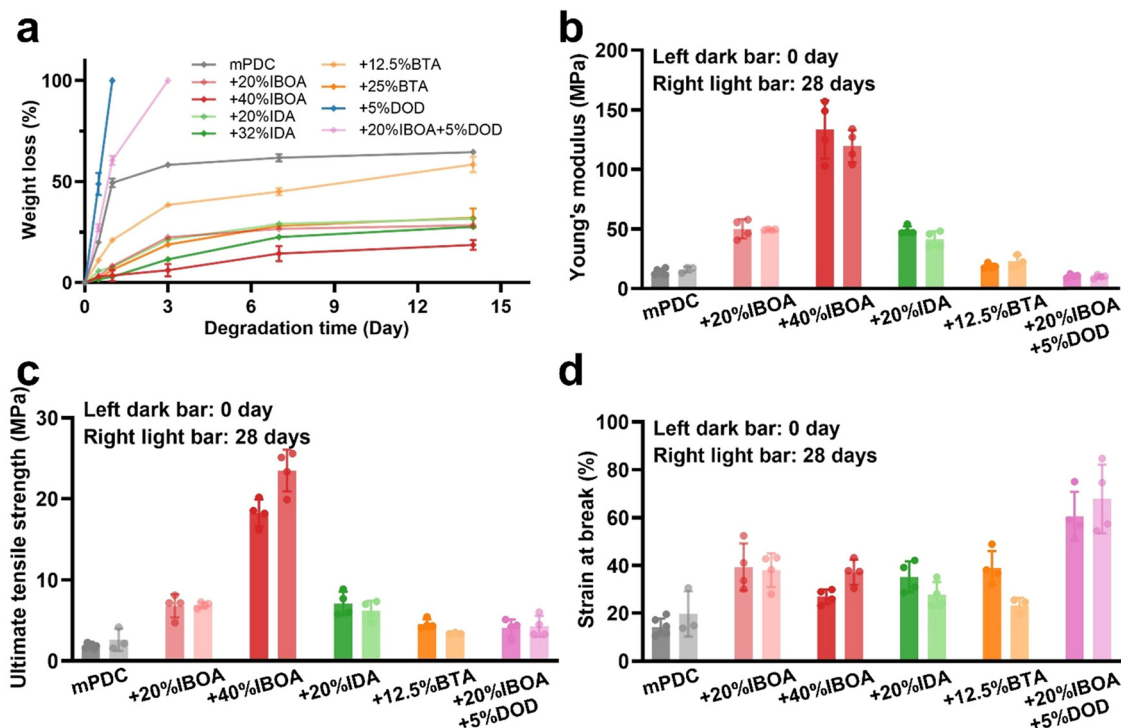 a
Weight loss (%)
100
50
0
0
3
6
9
12
15
Degradation time (Day)
mPDC
+20%IBOA
+40%IBOA
+20%IDA
+32%IDA
+12.5%BTA
+25%BTA
+5%DOD
+20%IBOA+5%DOD
b
Young's modulus (MPa)
200
150
100
50
0
Left dark bar: 0 day
Right light bar: 28 days
mPDC
+20%IBOA
+40%IBOA
+20%IDA
+12.5%BTA
+20%IBOA
+5%DOD
c
Ultimate tensile strength (MPa)
30
20
10
0
Left dark bar: 0 day
Right light bar: 28 days
mPDC
+20%IBOA
+40%IBOA
+20%IDA
+12.5%BTA
+20%IBOA
+5%DOD
d
Strain at break (%)
100
80
60
40
20
0
Left dark bar: 0 day
Right light bar: 28 days
mPDC
+20%IBOA
+40%IBOA
+20%IDA
+12.5%BTA
+20%IBOA
+5%DOD